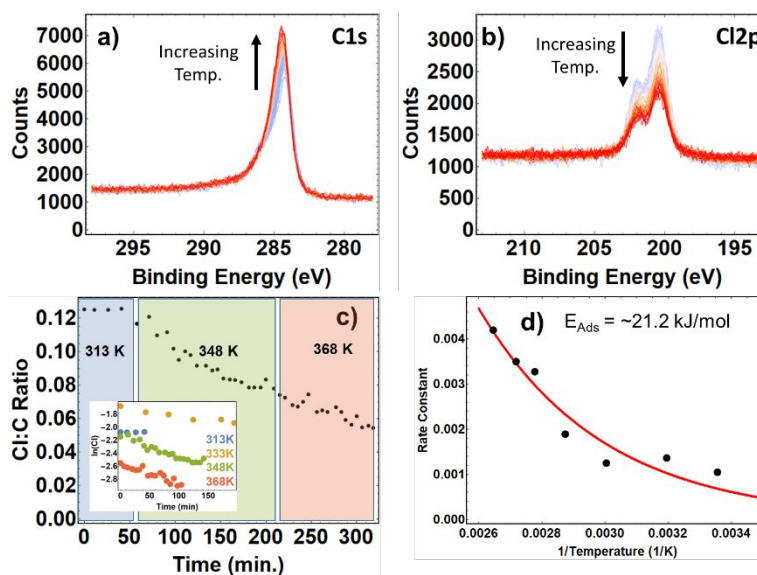 a)
C1s
Increasing
Temp.
Counts
7000
6000
5000
4000
3000
2000
1000
0
295
290
285
280
Binding Energy (eV)
b)
Cl2p
Increasing
Temp.
Counts
3000
2500
2000
1500
1000
500
0
210
205
200
195
Binding Energy (eV)
c)
313 K
348 K
368 K
Cl:C Ratio
0.12
0.10
0.08
0.06
0.04
0.02
0.00
0
50
100
150
200
250
300
Time (min.)
ln(Cl)
-1.8
-2.0
-2.2
-2.4
-2.6
-2.8
313K
333K
348K
368K
0
50
100
150
Time (min)
d)
EAds = ~21.2 kJ/mol
Rate Constant
0.004
0.003
0.002
0.001
0.000
0.0026
0.0028
0.0030
0.0032
0.0034
1/Temperature (1/K)